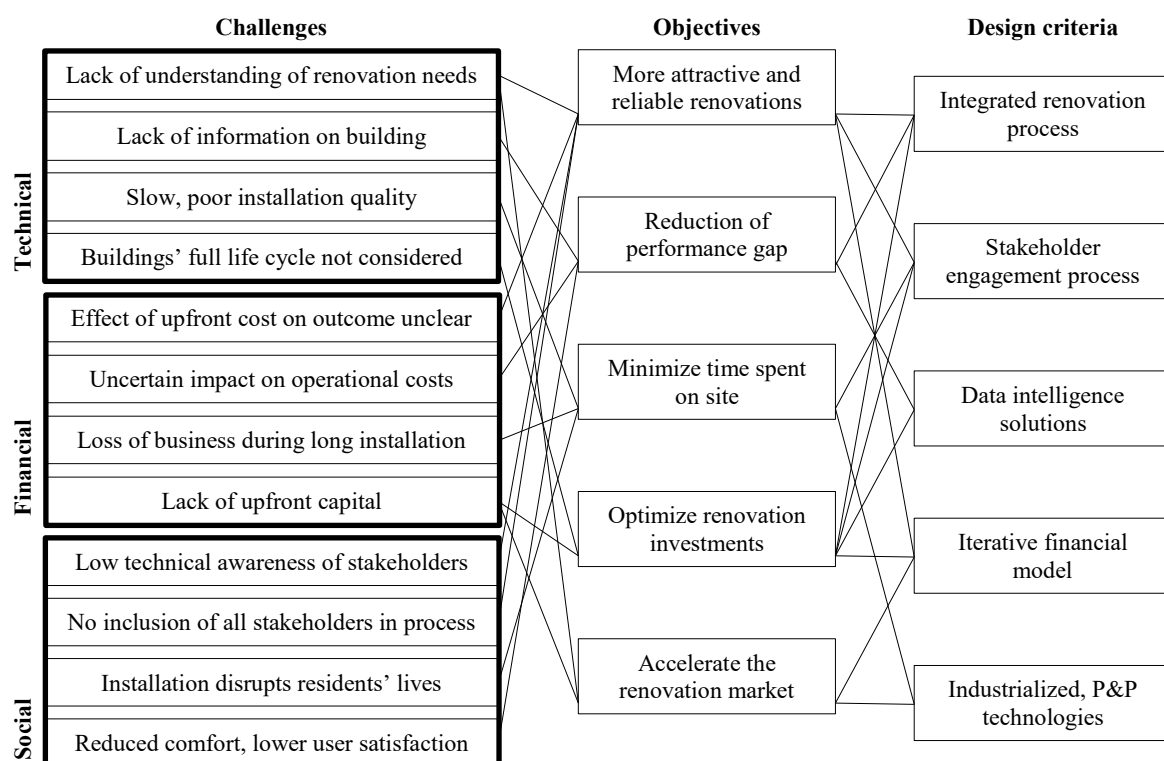 Challenges
Objectives
Design criteria
Technical
Lack of understanding of renovation needs
Lack of information on building
Slow, poor installation quality
Buildings’ full life cycle not considered
Financial
Effect of upfront cost on outcome unclear
Uncertain impact on operational costs
Loss of business during long installation
Lack of upfront capital
Social
Low technical awareness of stakeholders
No inclusion of all stakeholders in process
Installation disrupts residents’ lives
Reduced comfort, lower user satisfaction
More attractive and
reliable renovations
Reduction of
performance gap
Minimize time spent
on site
Optimize renovation
investments
Accelerate the
renovation market
Integrated renovation
process
Stakeholder
engagement process
Data intelligence
solutions
Iterative financial
model
Industrialized, P&P
technologies